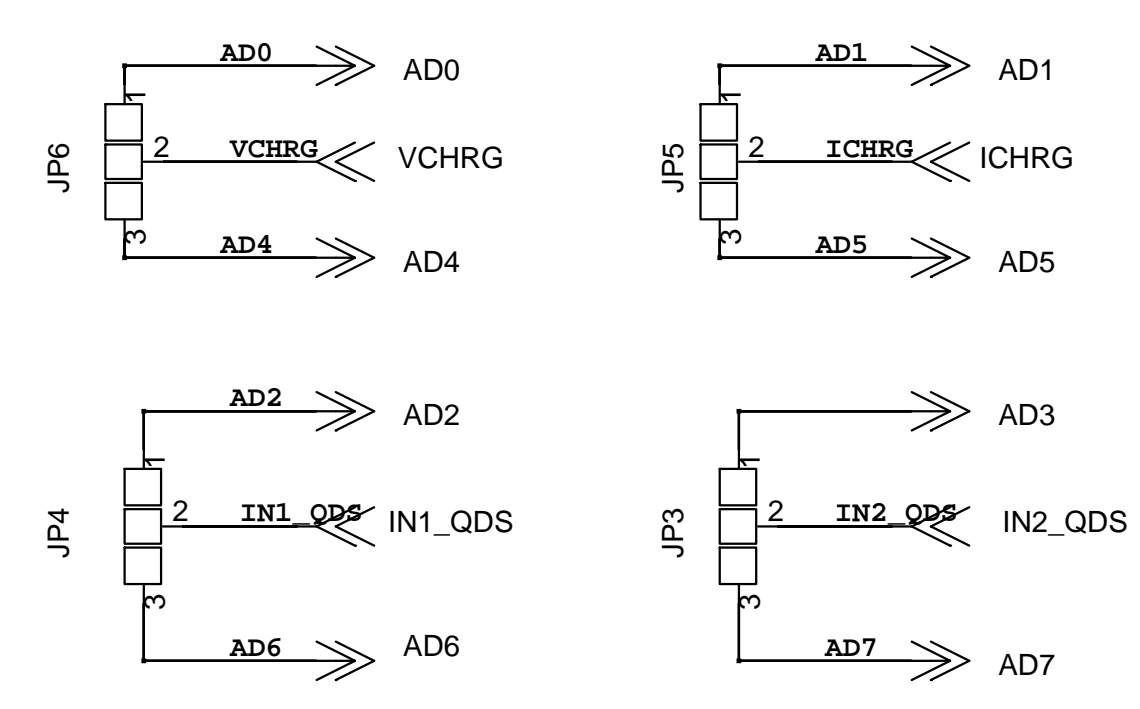 AD0
AD0
1
JP6
2
VCHRG
VCHRG
3
AD4
AD4
AD1
AD1
1
JP5
2
ICHRG
ICHRG
3
AD5
AD5
AD2
AD2
1
JP4
2
IN1_QDS
IN1_QDS
3
AD6
AD6
AD3
1
JP3
2
IN2_QDS
IN2_QDS
3
AD7
AD7